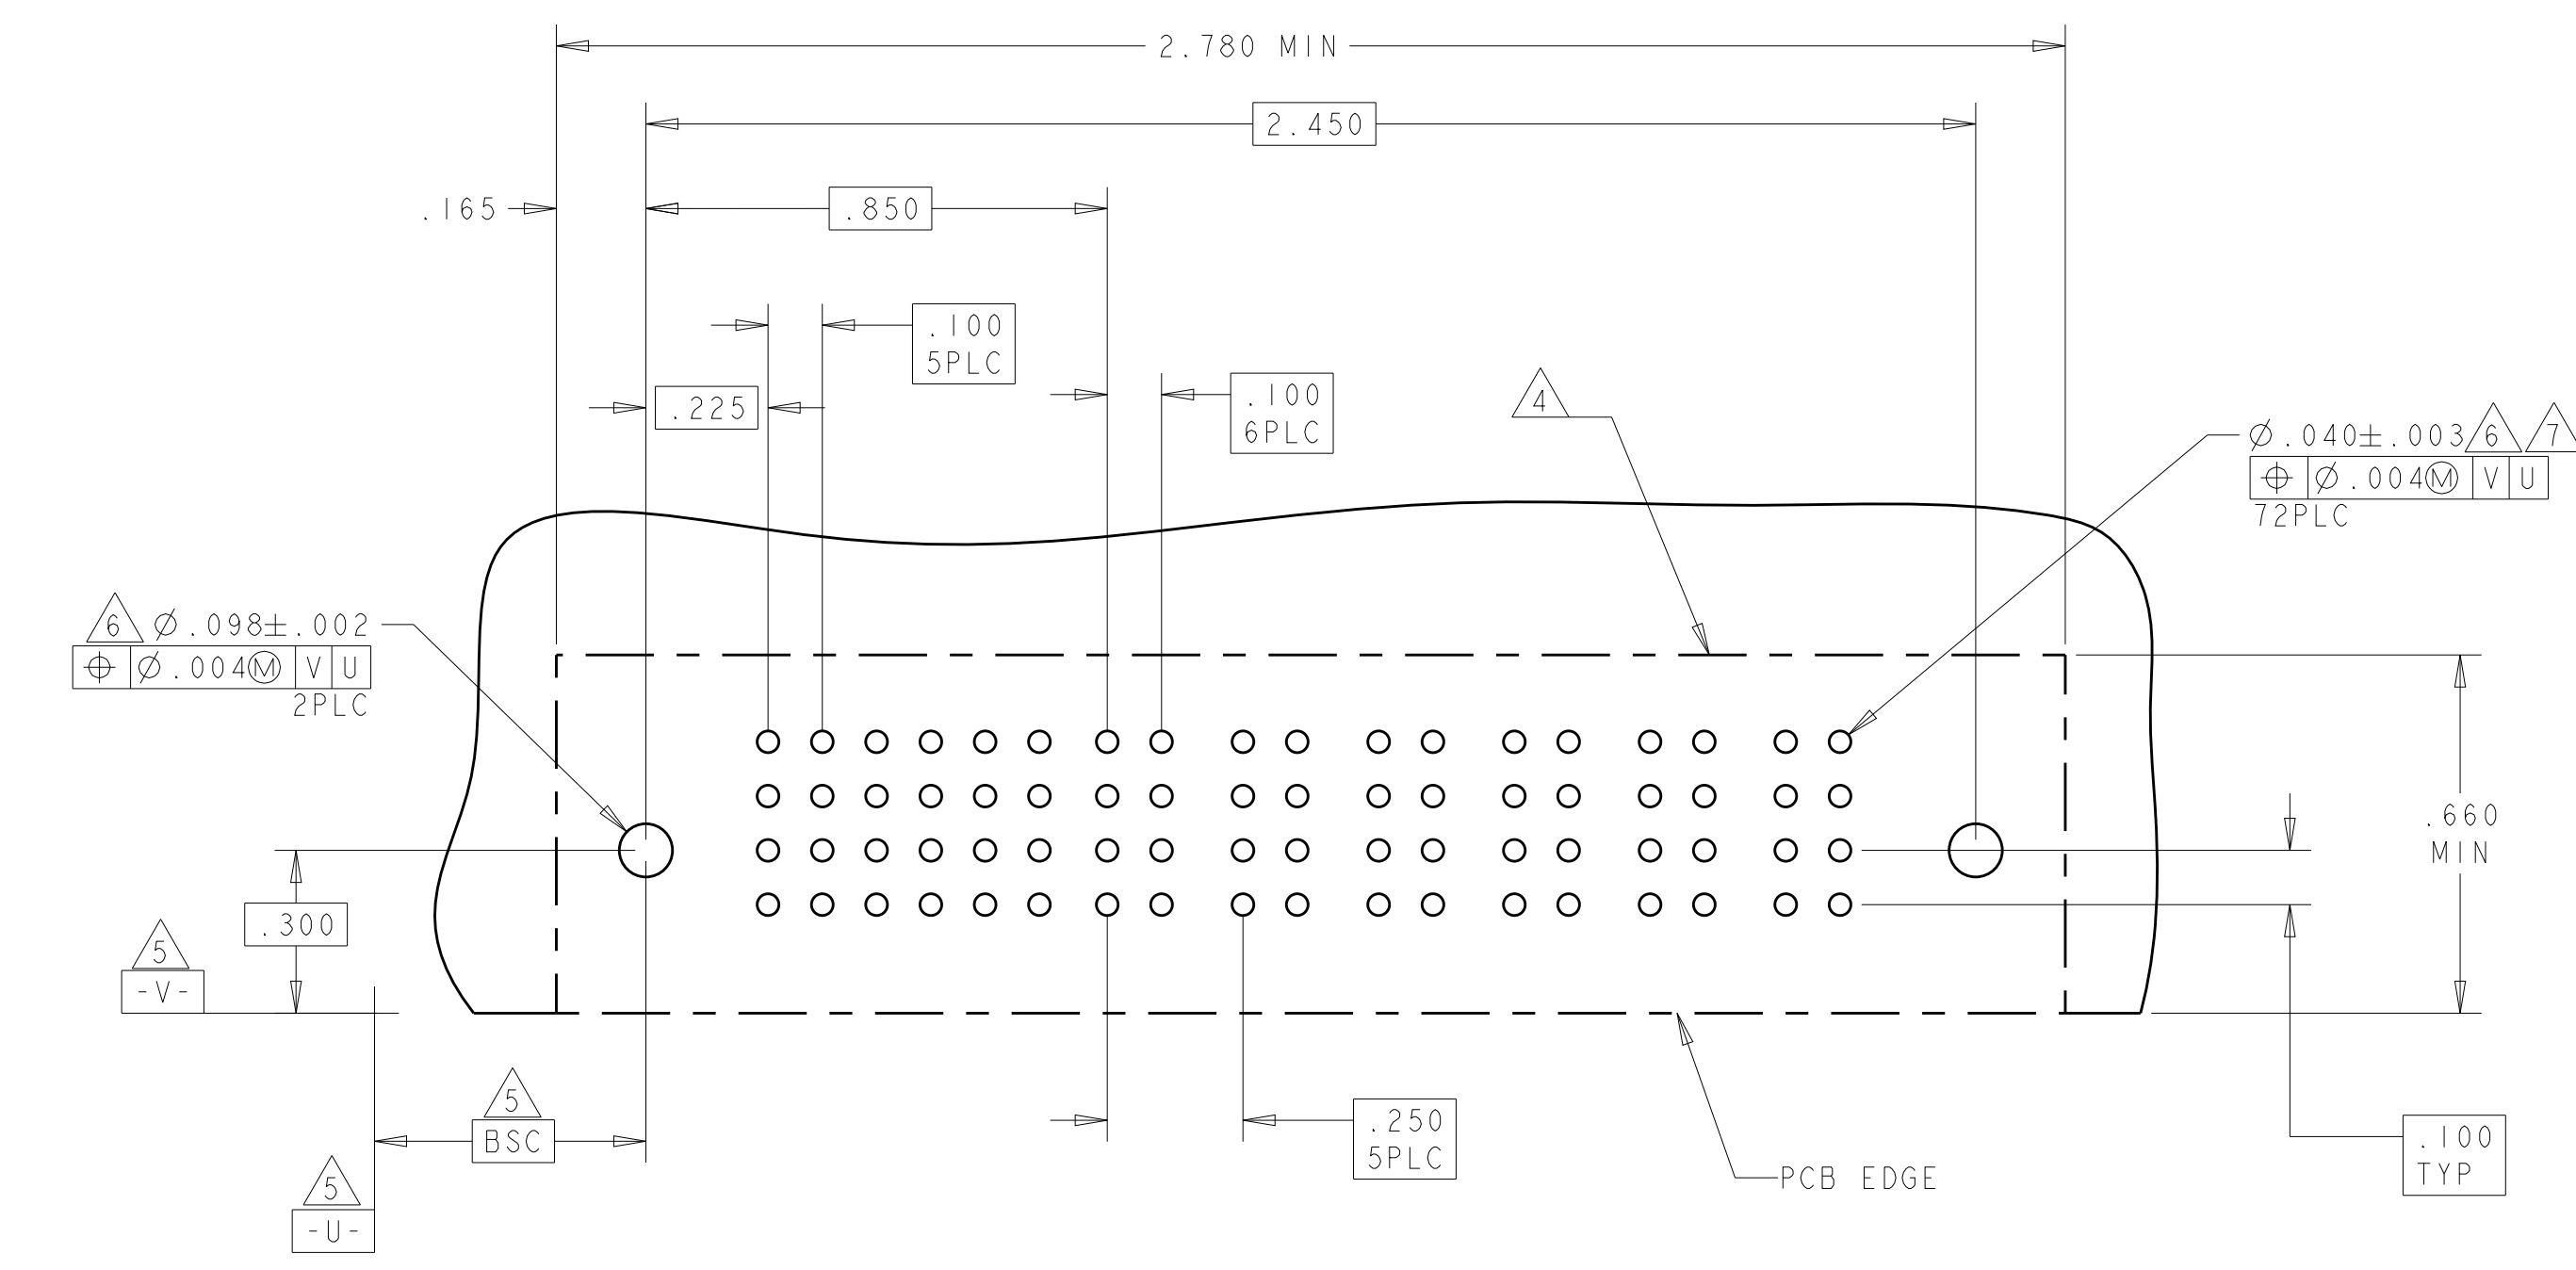 2.780 MIN
2.450
.165
.850
.100
5PLC
.225
.100
6PLC
4
Ø.040±.003 6 7
⌖ Ø.004Ⓜ V U
72PLC
6 Ø.098±.002
⌖ Ø.004Ⓜ V U
2PLC
.660
MIN
.300
5
-V-
5
BSC
5
-U-
.250
5PLC
PCB EDGE
.100
TYP